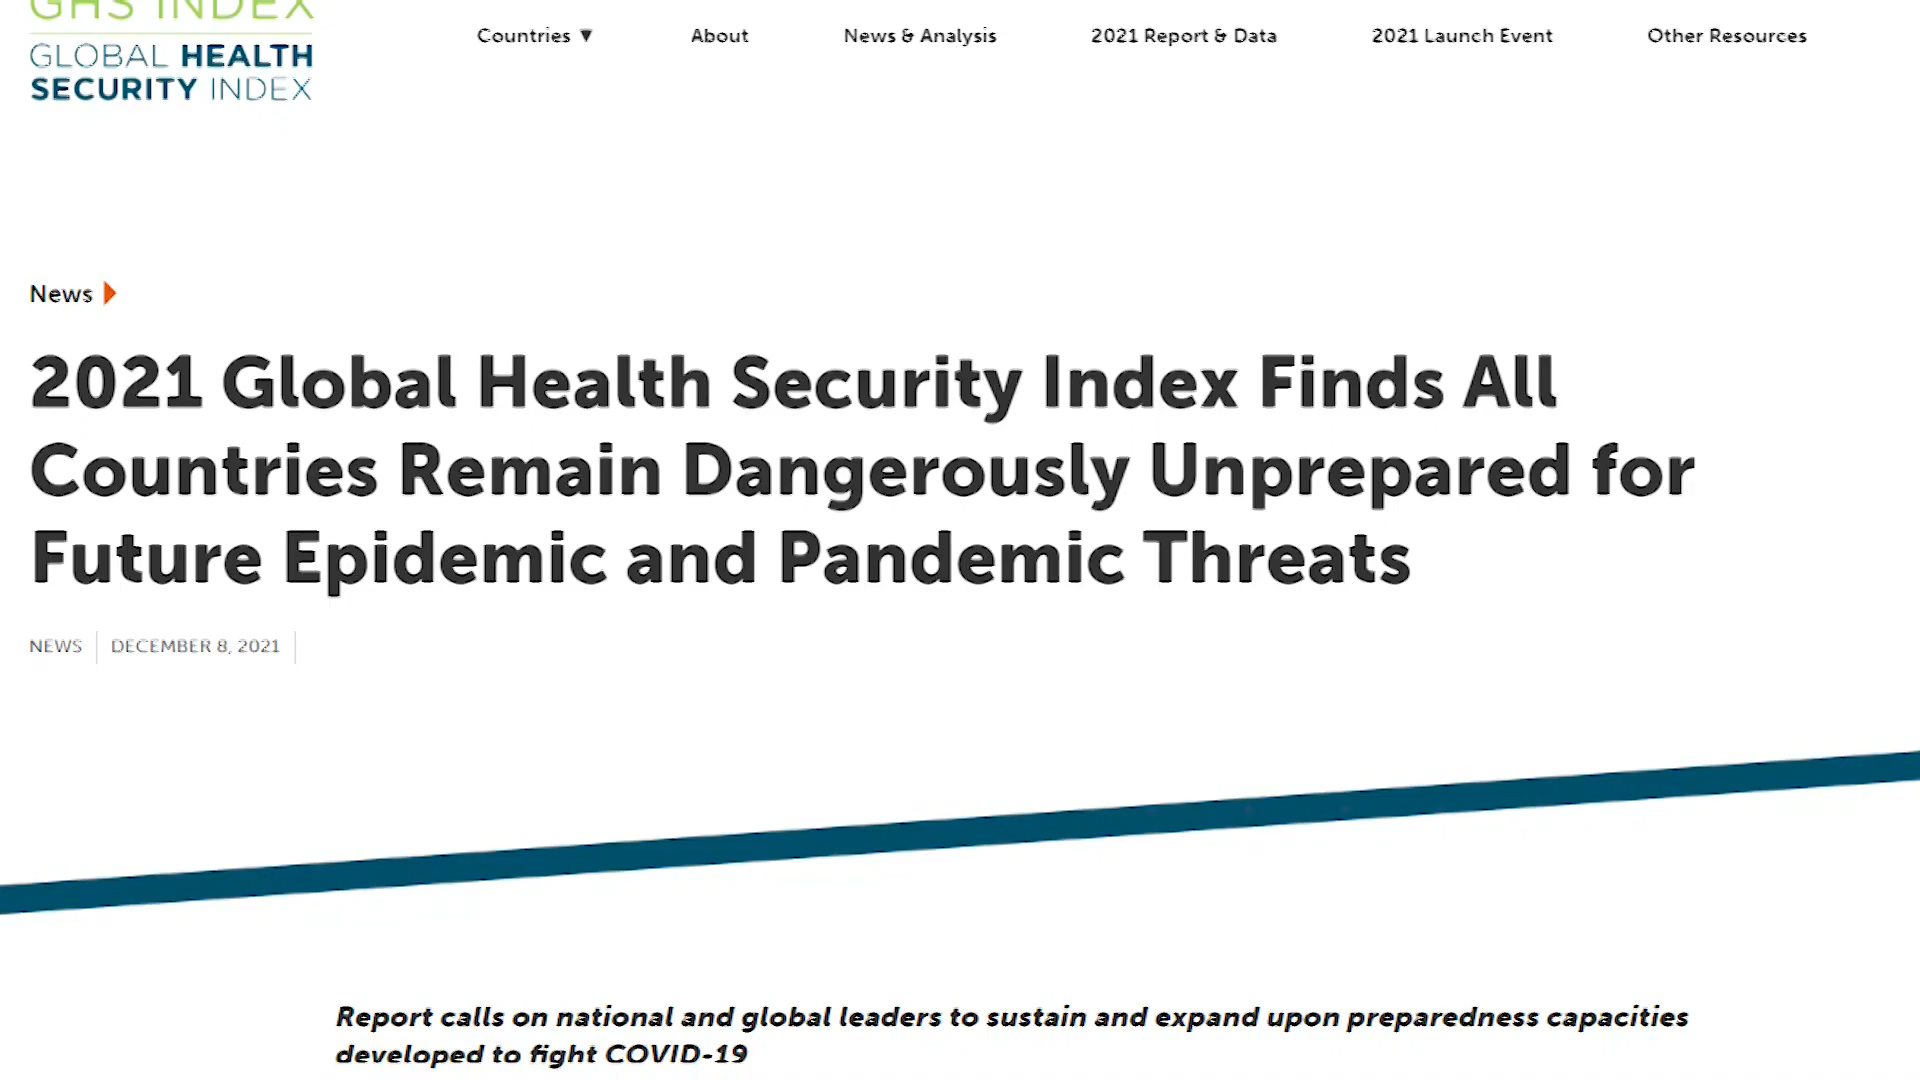 GHS INDEX
GLOBAL HEALTH
SECURITY INDEX
Countries ▼ About News & Analysis 2021 Report & Data 2021 Launch Event Other Resources
News
2021 Global Health Security Index Finds All
Countries Remain Dangerously Unprepared for
Future Epidemic and Pandemic Threats
NEWS DECEMBER 8, 2021
Report calls on national and global leaders to sustain and expand upon preparedness capacities
developed to fight COVID-19